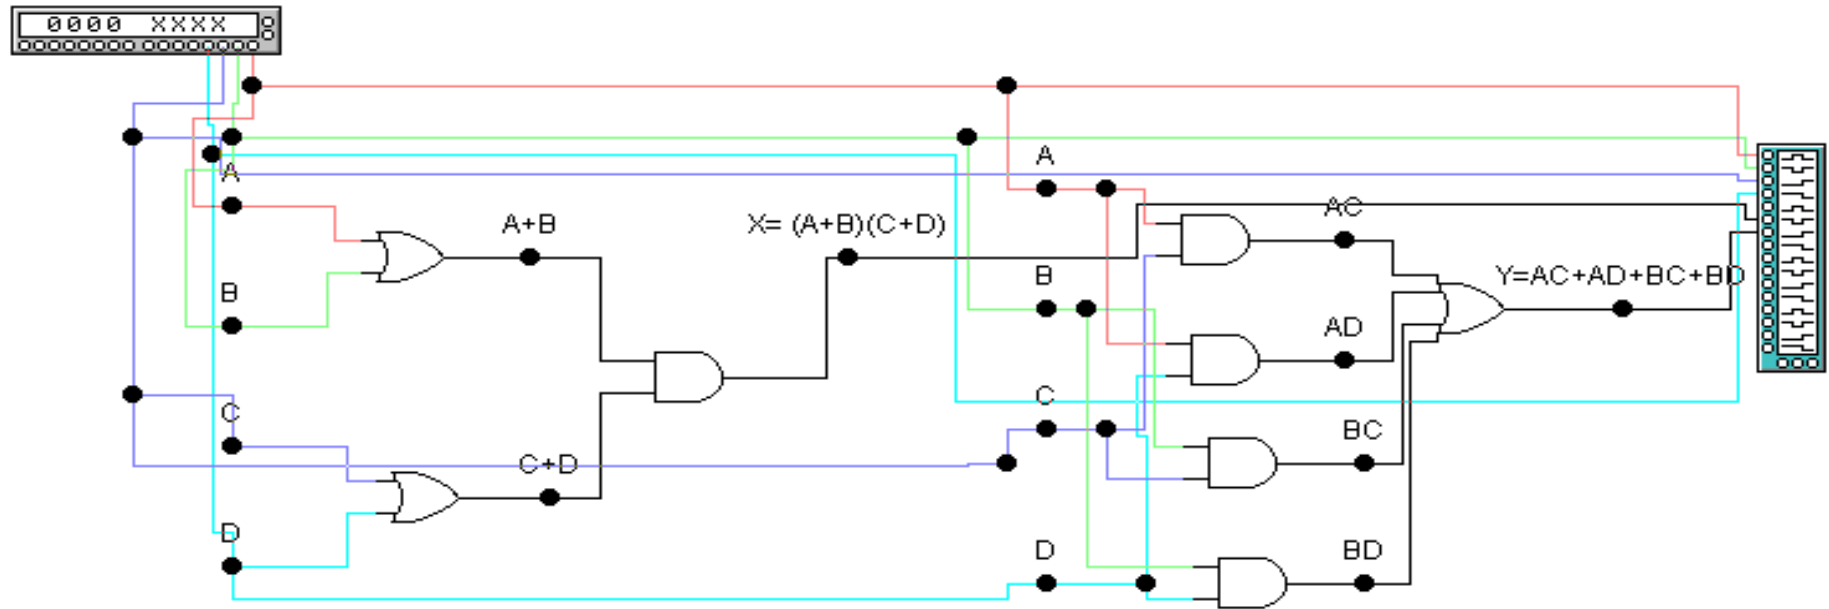 0000 XXXX
A
A+B
B
C
C+D
D
X= (A+B)(C+D)
A
B
C
D
AC
AD
BC
BD
Y=AC+AD+BC+BD